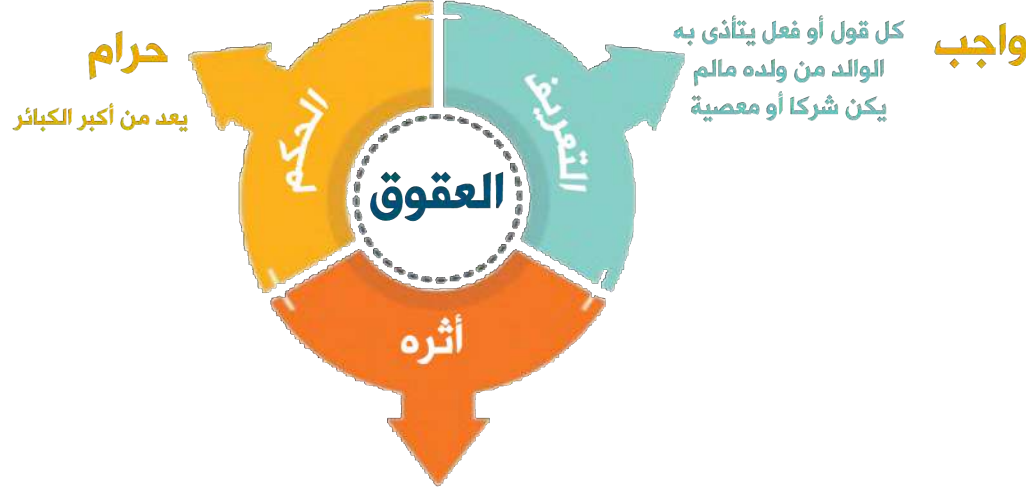 واجب
كل قول أو فعل يتأذى به
الوالد من ولده مالم
يكن شركا أو معصية
حرام
يعد من أكبر الكبائر
التعريف
الحكم
العقوق
أثره